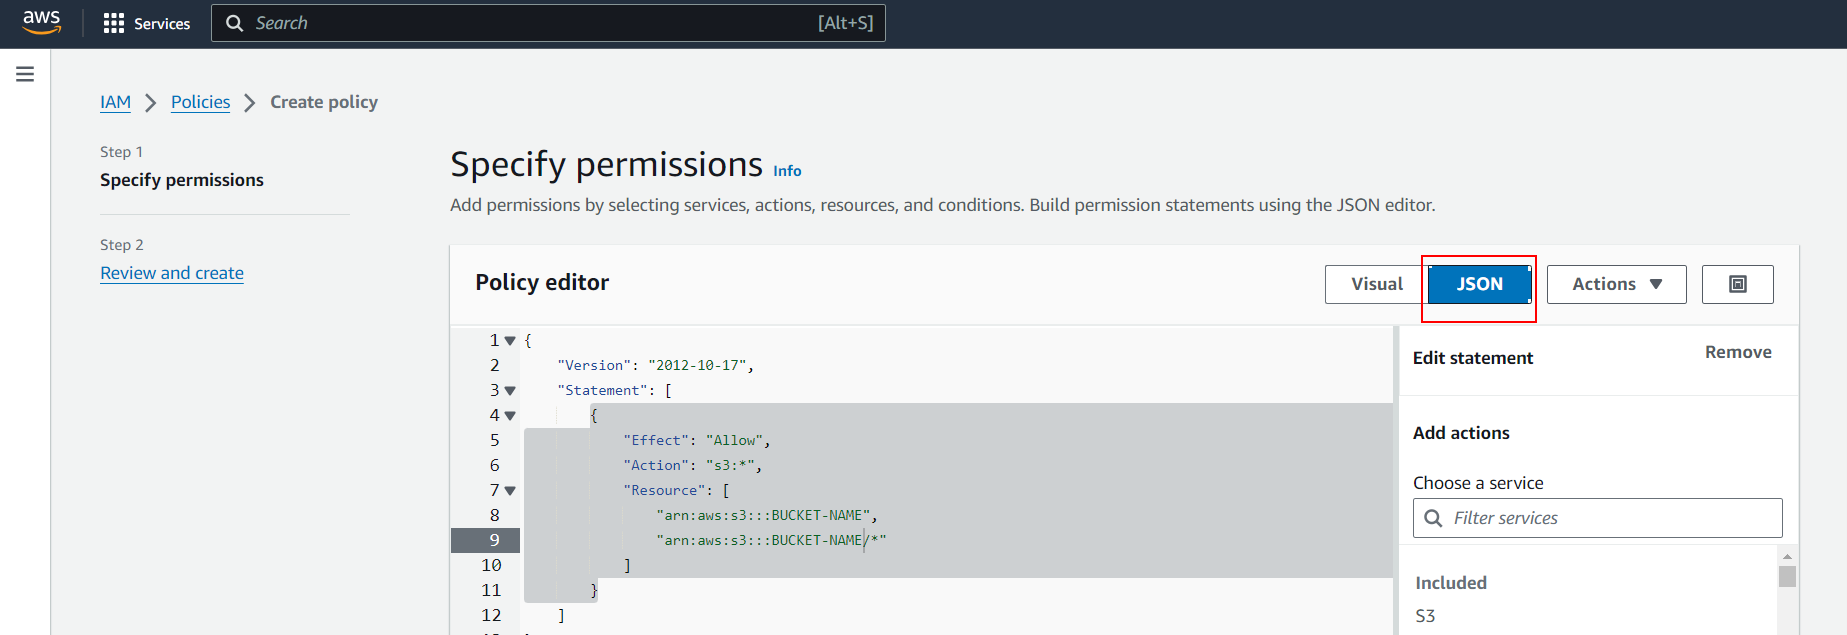 aws Services Search [Alt+S]
IAM Policies Create policy
Step 1
Specify permissions
Step 2
Review and create
Specify permissions Info
Add permissions by selecting services, actions, resources, and conditions. Build permission statements using the JSON editor.
Policy editor
Visual JSON Actions
1 {
2 "Version": "2012-10-17",
3 "Statement": [
4 {
5 "Effect": "Allow",
6 "Action": "s3:*",
7 "Resource": [
8 "arn:aws:s3:::BUCKET-NAME",
9 "arn:aws:s3:::BUCKET-NAME/*"
10 ]
11 }
12 ]
Edit statement Remove
Add actions
Choose a service
Filter services
Included
S3